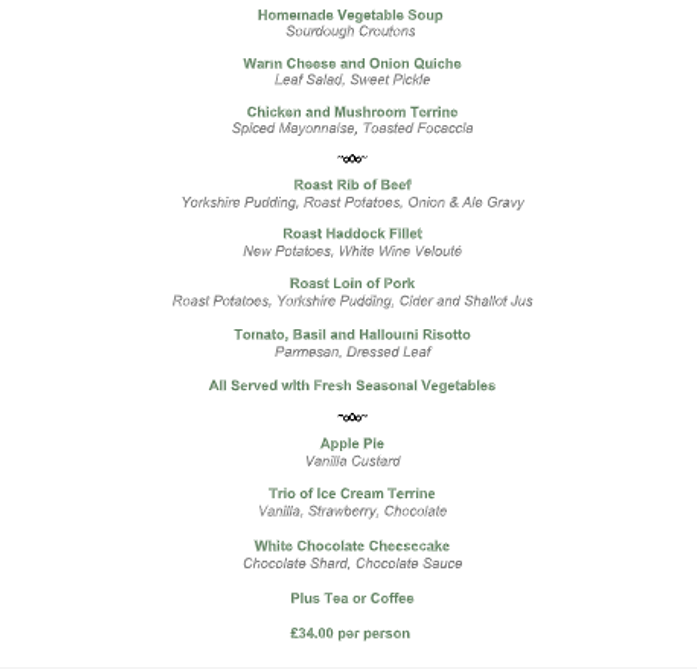 Homemade Vegetable Soup
Sourdough Croutons
Warm Cheese and Onion Quiche
Leaf Salad, Sweet Pickle
Chicken and Mushroom Terrine
Spiced Mayonnaise, Toasted Focaccia
~oOo~
Roast Rib of Beef
Yorkshire Pudding, Roast Potatoes, Onion & Ale Gravy
Roast Haddock Fillet
New Potatoes, White Wine Velouté
Roast Loin of Pork
Roast Potatoes, Yorkshire Pudding, Cider and Shallot Jus
Tomato, Basil and Halloumi Risotto
Parmesan, Dressed Leaf
All Served with Fresh Seasonal Vegetables
~oOo~
Apple Pie
Vanilla Custard
Trio of Ice Cream Terrine
Vanilla, Strawberry, Chocolate
White Chocolate Cheesecake
Chocolate Shard, Chocolate Sauce
Plus Tea or Coffee
£34.00 per person